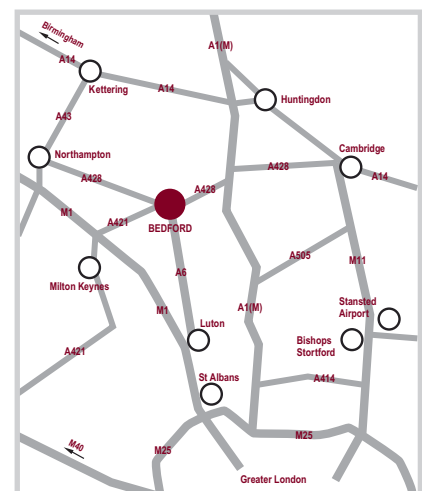 Birmingham
A1(M)
A14
Kettering
A14
Huntingdon
A43
Northampton
Cambridge
A428
A428
A428
A14
M1
A421
BEDFORD
A505
M11
A6
Milton Keynes
Stansted
Airport
M1
A1(M)
Luton
Bishops
Stortford
A421
St Albans
A414
M40
M25
M25
Greater London